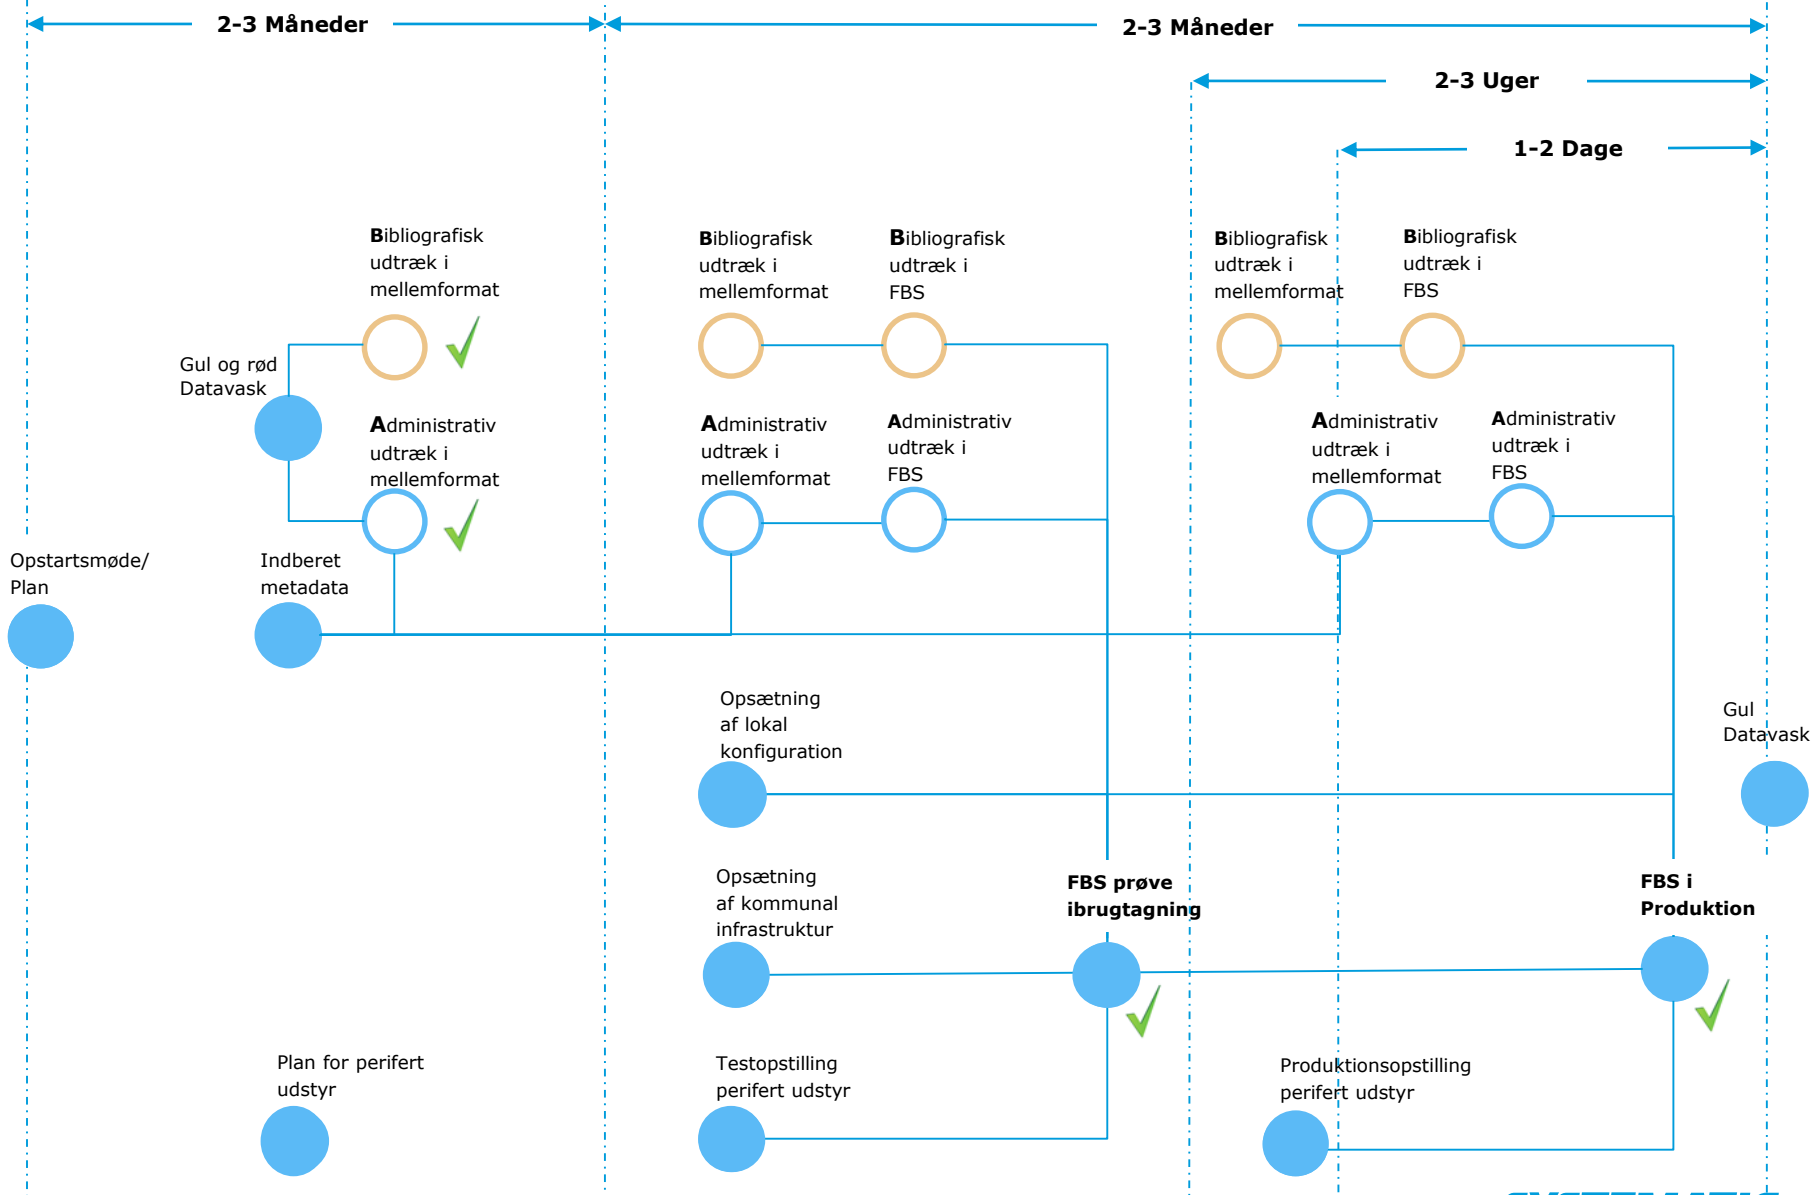 2-3 Måneder
2-3 Måneder
2-3 Uger
1-2 Dage
Bibliografisk
udtræk i
mellemformat
Bibliografisk
udtræk i
mellemformat
Bibliografisk
udtræk i
FBS
Bibliografisk
udtræk i
mellemformat
Bibliografisk
udtræk i
FBS
Gul og rød
Datavask
Administrativ
udtræk i
mellemformat
Administrativ
udtræk i
mellemformat
Administrativ
udtræk i
FBS
Administrativ
udtræk i
mellemformat
Administrativ
udtræk i
FBS
Opstartsmøde/
Plan
Indberet
metadata
Opsætning
af lokal
konfiguration
Gul
Datavask
Opsætning
af kommunal
infrastruktur
FBS prøve
ibrugtagning
FBS i
Produktion
Plan for perifert
udstyr
Testopstilling
perifert udstyr
Produktionsopstilling
perifert udstyr